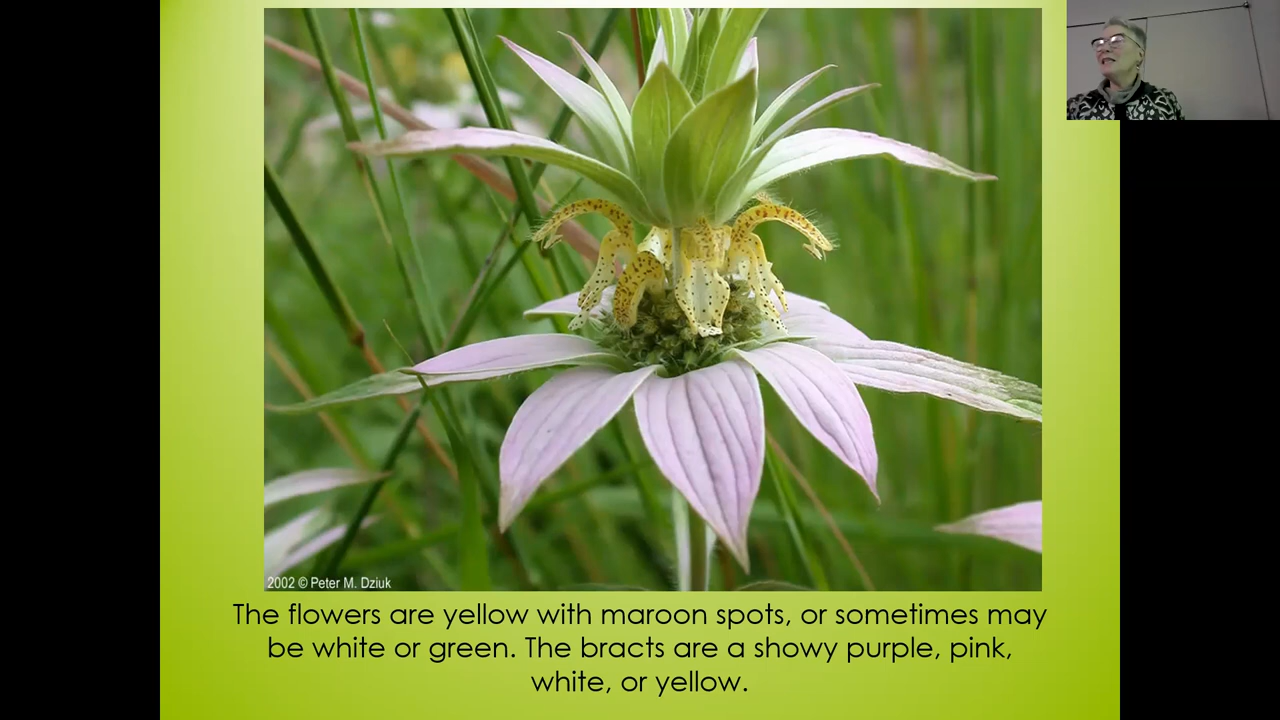 2002 © Peter M. Dziuk
The flowers are yellow with maroon spots, or sometimes may
be white or green. The bracts are a showy purple, pink,
white, or yellow.